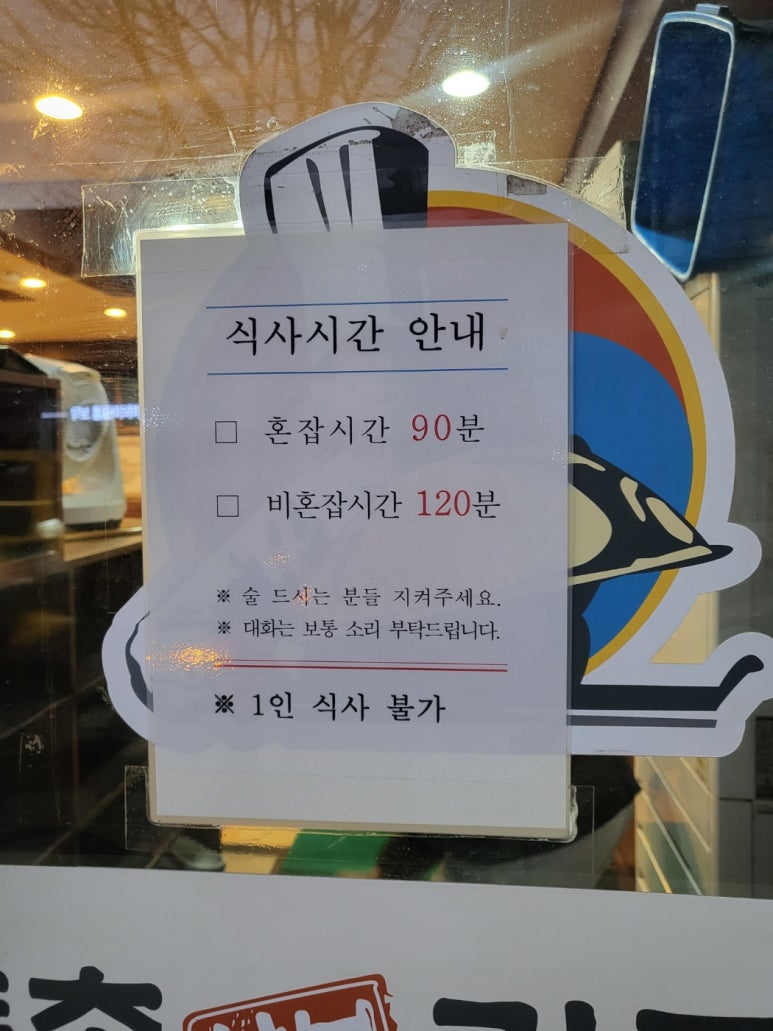 식사시간 안내
□ 혼잡시간 90분
□ 비혼잡시간 120분
※ 술 드시는 분들 지켜주세요.
※ 대화는 보통 소리 부탁드립니다.
※ 1인 식사 불가